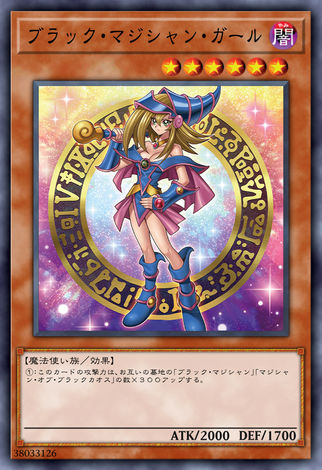 ブラック・マジシャン・ガール
闇
【魔法使い族／効果】
①:このカードの攻撃力は、お互いの墓地の「ブラック・マジシャン」「マジシャ
ン・オブ・ブラックカオス」の数×３００アップする。
ATK/2000 DEF/1700
38033126